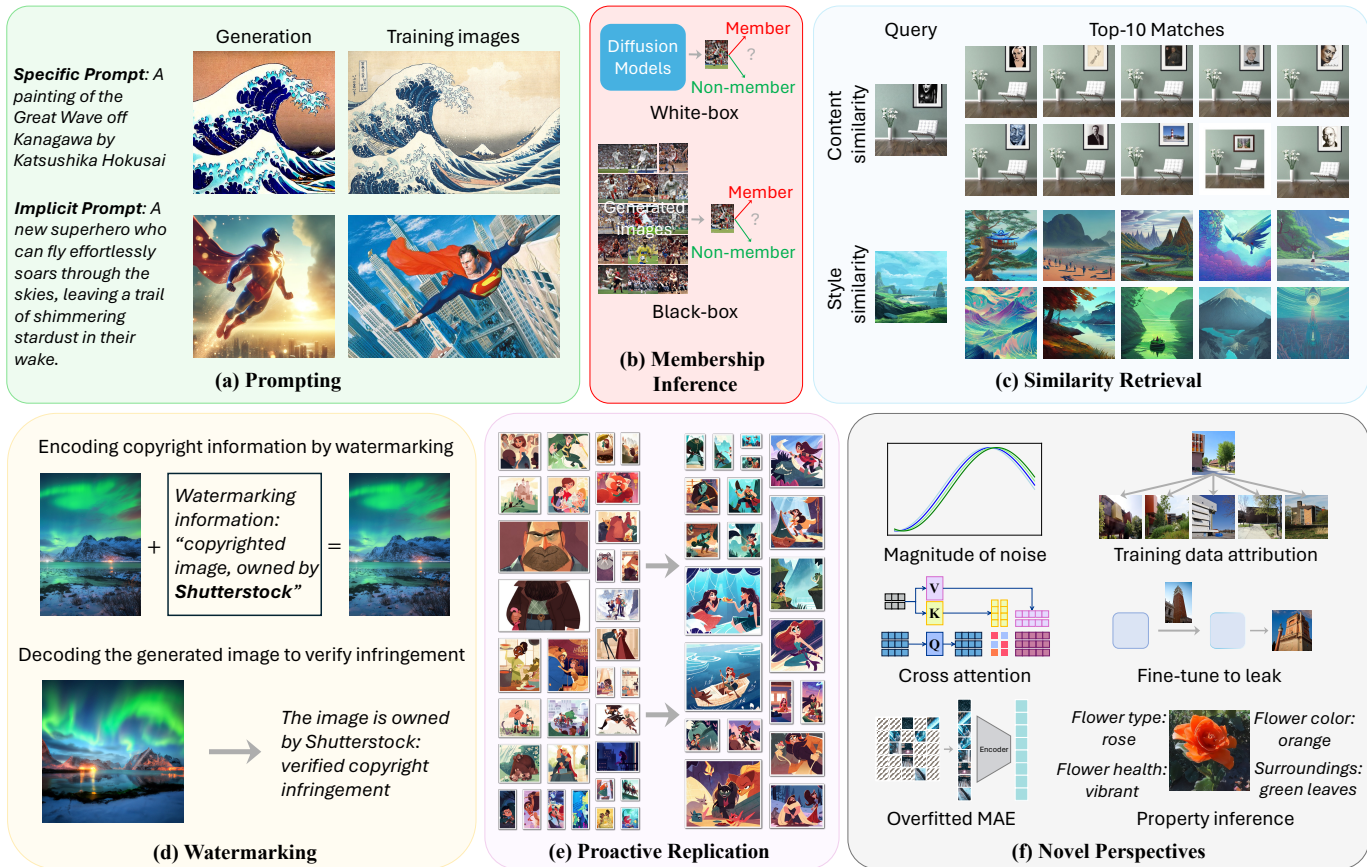 Generation
Training images
Specific Prompt: A
painting of the
Great Wave off
Kanagawa by
Katsushika Hokusai
Implicit Prompt: A
new superhero who
can fly effortlessly
soars through the
skies, leaving a trail
of shimmering
stardust in their
wake.
(a) Prompting
Diffusion
Models
Member
?
Non-member
White-box
Generated
images
Member
?
Non-member
Black-box
(b) Membership
Inference
Query
Top-10 Matches
Content
similarity
Style
similarity
(c) Similarity Retrieval
Encoding copyright information by watermarking
+
Watermarking
information:
“copyrighted
image, owned by
Shutterstock”
=
Decoding the generated image to verify infringement
The image is owned
by Shutterstock:
verified copyright
infringement
(d) Watermarking
(e) Proactive Replication
Magnitude of noise
Training data attribution
V
K
Q
Cross attention
Fine-tune to leak
Encoder
Overfitted MAE
Flower type:
rose
Flower color:
orange
Flower health:
vibrant
Surroundings:
green leaves
Property inference
(f) Novel Perspectives